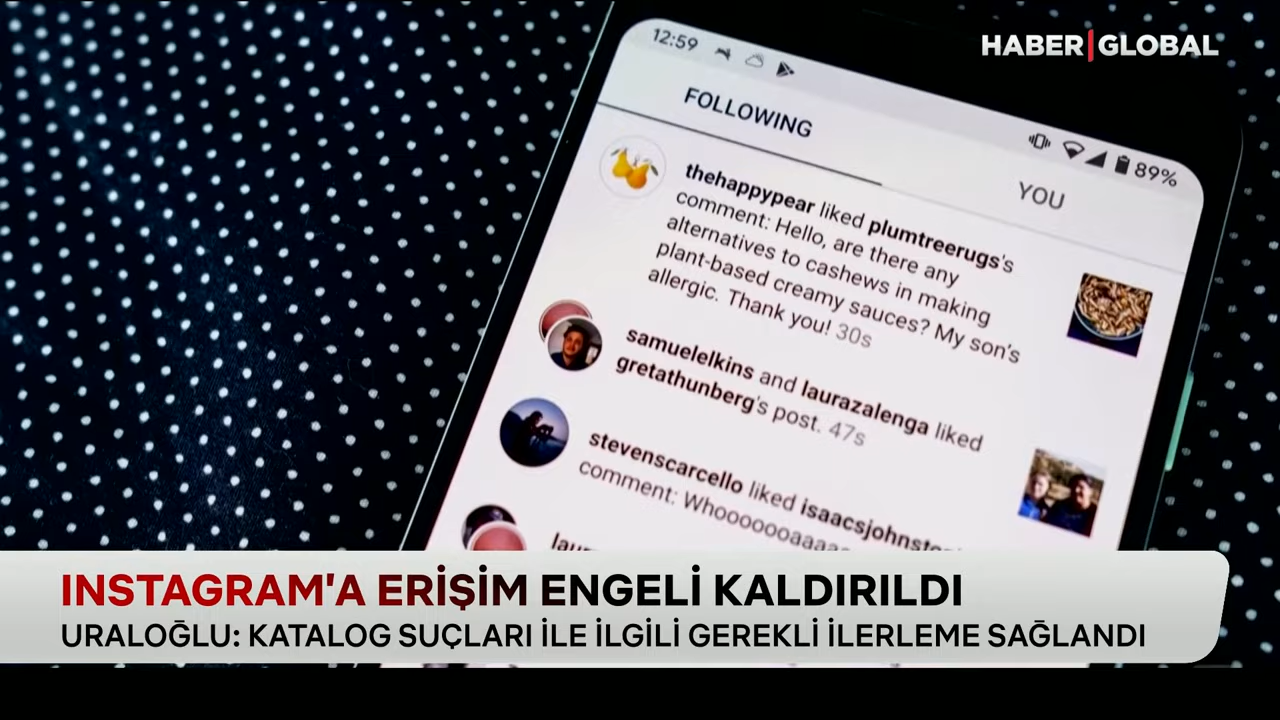 HABER|GLOBAL
12:59
89%
FOLLOWING
YOU
thehappypear liked plumtreerugs's
comment: Hello, are there any
alternatives to cashews in making
plant-based creamy sauces? My son's
allergic. Thank you! 30s
samuelelkins and laurazalenga liked
gretathunberg's post. 47s
stevenscarcello liked
comment:
INSTAGRAM'A ERİŞİM ENGELİ KALDIRILDI
URALOĞLU: KATALOG SUÇLARI İLE İLGİLİ GEREKLİ İLERLEME SAĞLANDI